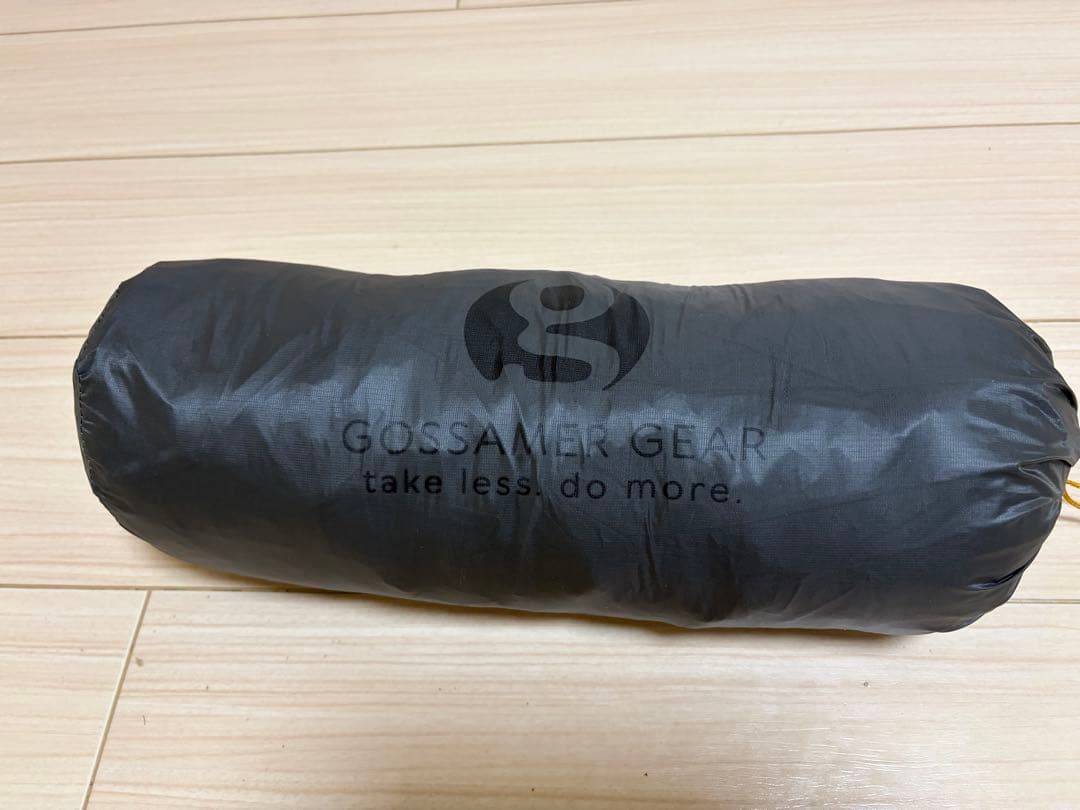 g
GOSSAMER GEAR
take less. do more.